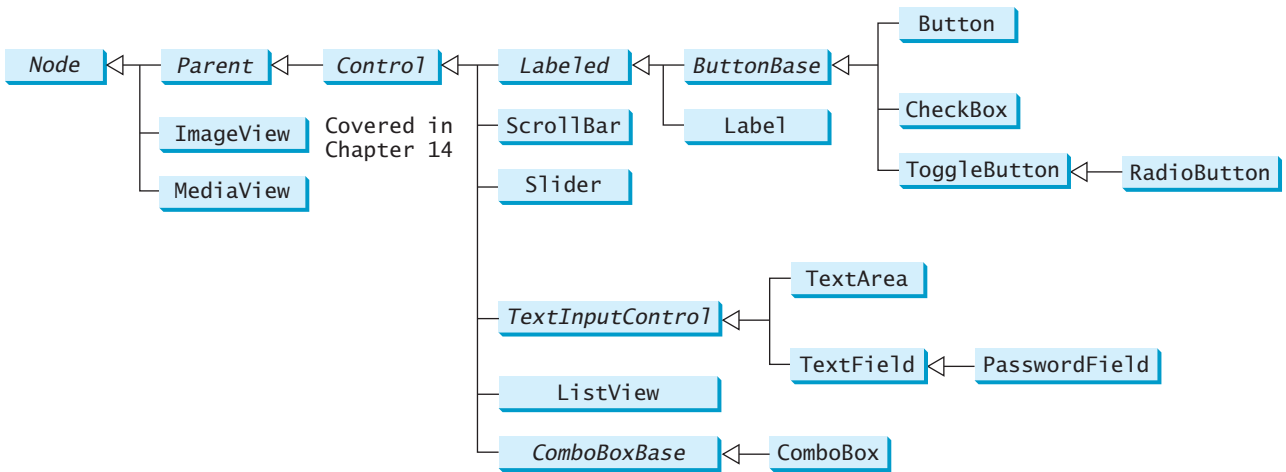 Button
Node
Parent
Control
Labeled
ButtonBase
ImageView
Covered in
Chapter 14
ScrollBar
Label
CheckBox
MediaView
Slider
ToggleButton
RadioButton
TextArea
TextInputControl
TextField
PasswordField
ListView
ComboBoxBase
ComboBox